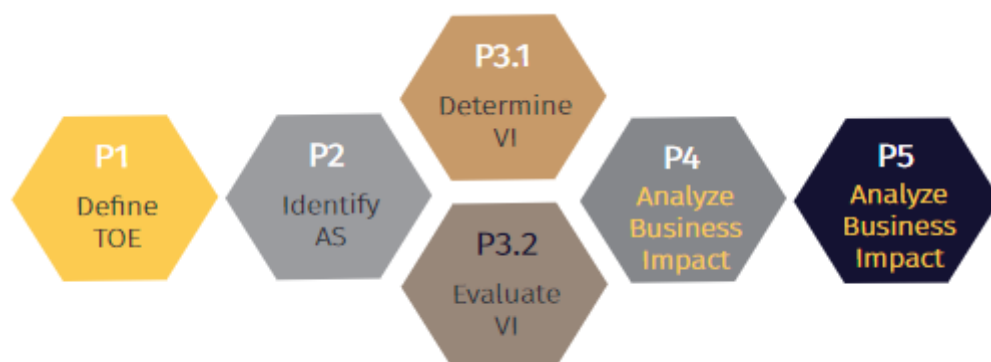 P1
Define
TOE
P2
Identify
AS
P3.1
Determine
VI
P3.2
Evaluate
VI
P4
Analyze
Business
Impact
P5
Analyze
Business
Impact